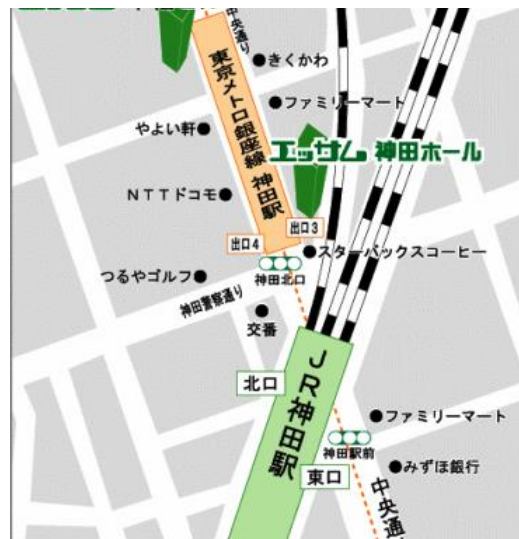 中央通り
きくかわ
ファミリーマート
東京メトロ銀座線 神田駅
やよい軒
エッサム 神田ホール
NTTドコモ
出口3
出口4
スターバックスコーヒー
つるやゴルフ
神田北口
神田警察通り
交番
JR神田駅
北口
ファミリーマート
神田駅前
東口
みずほ銀行
中央通